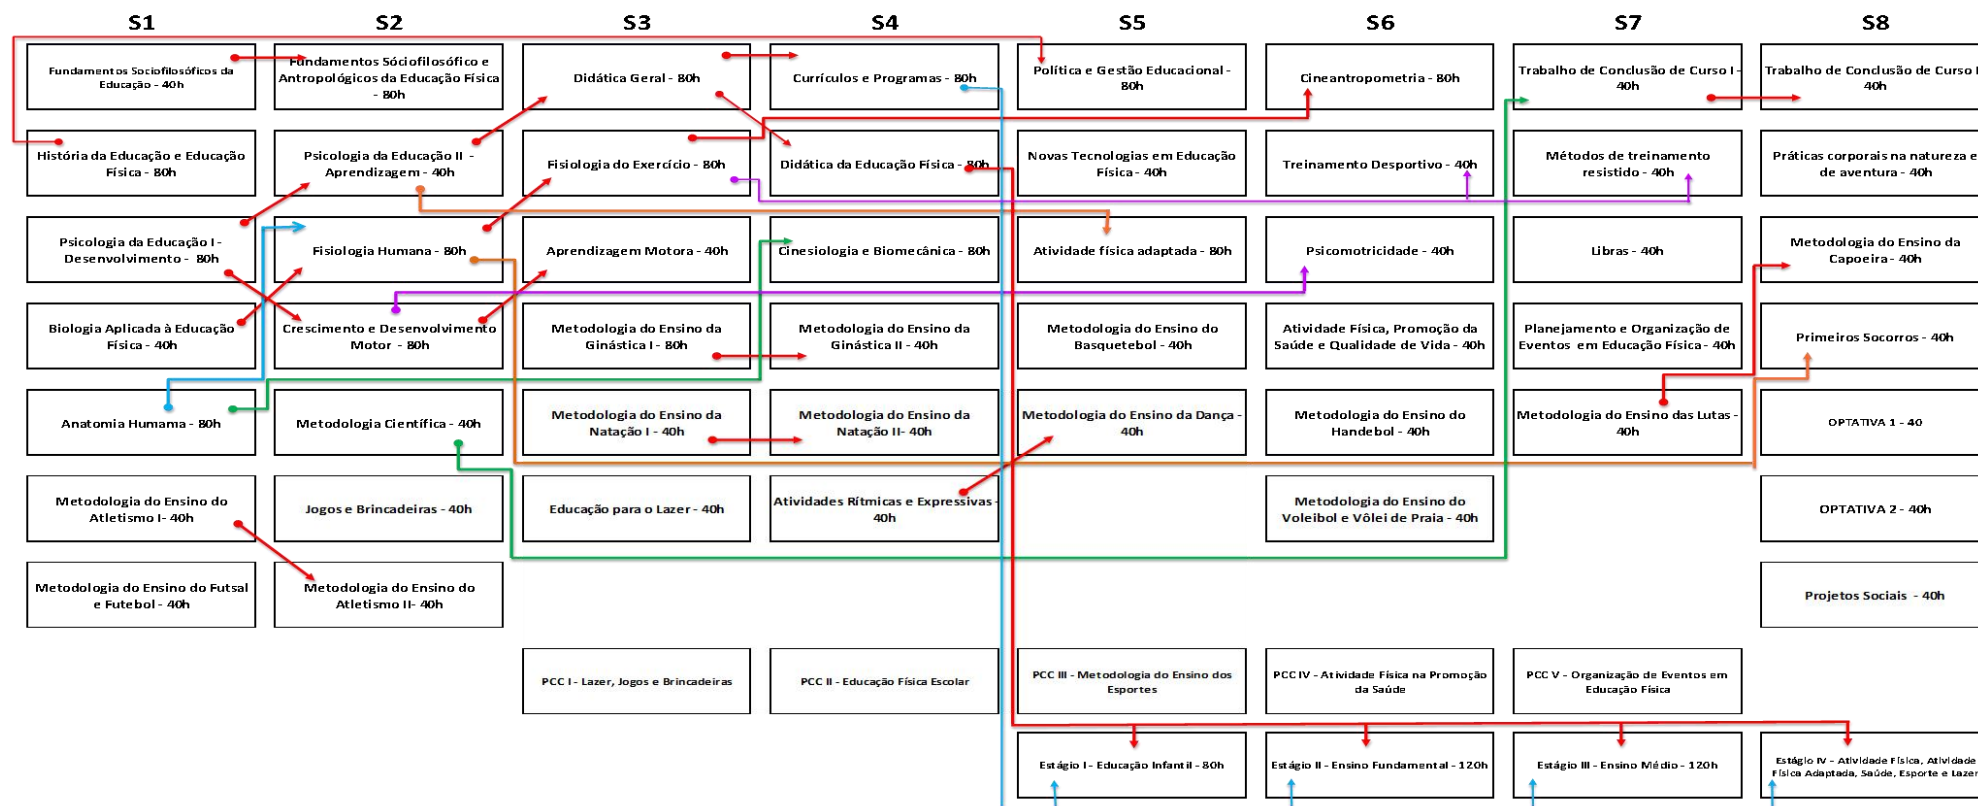 S1 S2 S3 S4 S5 S6 S7 S8
Fundamentos Sociofilosóficos da
Educação - 40h
Fundamentos Sóciofilosófico e
Antropológicos da Educação Física
- 80h
Didática Geral - 80h
Currículos e Programas - 80h
Política e Gestão Educacional -
80h
Cineantropometria - 80h
Trabalho de Conclusão de Curso I-
40h
Trabalho de Conclusão de Curso I
40h
História da Educação e Educação
Física - 80h
Psicologia da Educação II -
Aprendizagem - 40h
Fisiologia do Exercício - 80h
Didática da Educação Física - 80h
Novas Tecnologias em Educação
Física - 40h
Treinamento Desportivo - 40h
Métodos de treinamento
resistido - 40h
Práticas corporais na natureza e
de aventura - 40h
Psicologia da Educação I -
Desenvolvimento - 80h
Fisiologia Humana - 80h
Aprendizagem Motora - 40h
Cinesiologia e Biomecânica - 80h
Atividade física adaptada - 80h
Psicomotricidade - 40h
Libras - 40h
Metodologia do Ensino da
Capoeira - 40h
Biologia Aplicada à Educação
Física - 40h
Crescimento e Desenvolvimento
Motor - 80h
Metodologia do Ensino da
Ginástica I - 80h
Metodologia do Ensino da
Ginástica II - 40h
Metodologia do Ensino do
Basquetebol - 40h
Atividade Física, Promoção da
Saúde e Qualidade de Vida - 40h
Planejamento e Organização de
Eventos em Educação Física - 40h
Primeiros Socorros - 40h
Anatomia Humama - 80h
Metodologia Científica - 40h
Metodologia do Ensino da
Natação I - 40h
Metodologia do Ensino da
Natação II- 40h
Metodologia do Ensino da Dança -
40h
Metodologia do Ensino do
Handebol - 40h
Metodologia do Ensino das Lutas -
40h
OPTATIVA 1 - 40
Metodologia do Ensino do
Atletismo I- 40h
Jogos e Brincadeiras - 40h
Educação para o Lazer - 40h
Atividades Rítmicas e Expressivas -
40h
Metodologia do Ensino do
Voleibol e Vôlei de Praia - 40h
OPTATIVA 2 - 40h
Metodologia do Ensino do Futsal
e Futebol - 40h
Metodologia do Ensino do
Atletismo II- 40h
Projetos Sociais - 40h
PCC I - Lazer, Jogos e Brincadeiras
PCC II - Educação Física Escolar
PCC III - Metodologia do Ensino dos
Esportes
PCC IV - Atividade Física na Promoção
da Saúde
PCC V - Organização de Eventos em
Educação Física
Estágio I - Educação Infantil - 80h
Estágio II - Ensino Fundamental - 120h
Estágio III - Ensino Médio - 120h
Estágio IV - Atividade Física, Atividade
Física Adaptada, Saúde, Esporte e Lazer